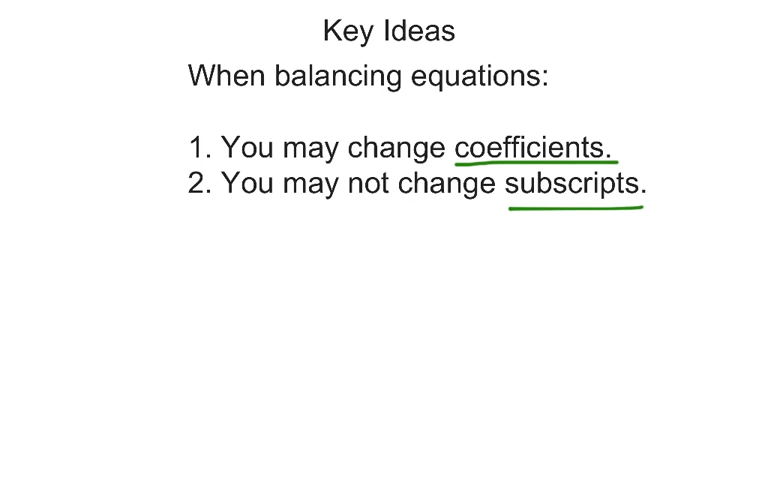 Key Ideas
When balancing equations:
1. You may change coefficients.
2. You may not change subscripts.